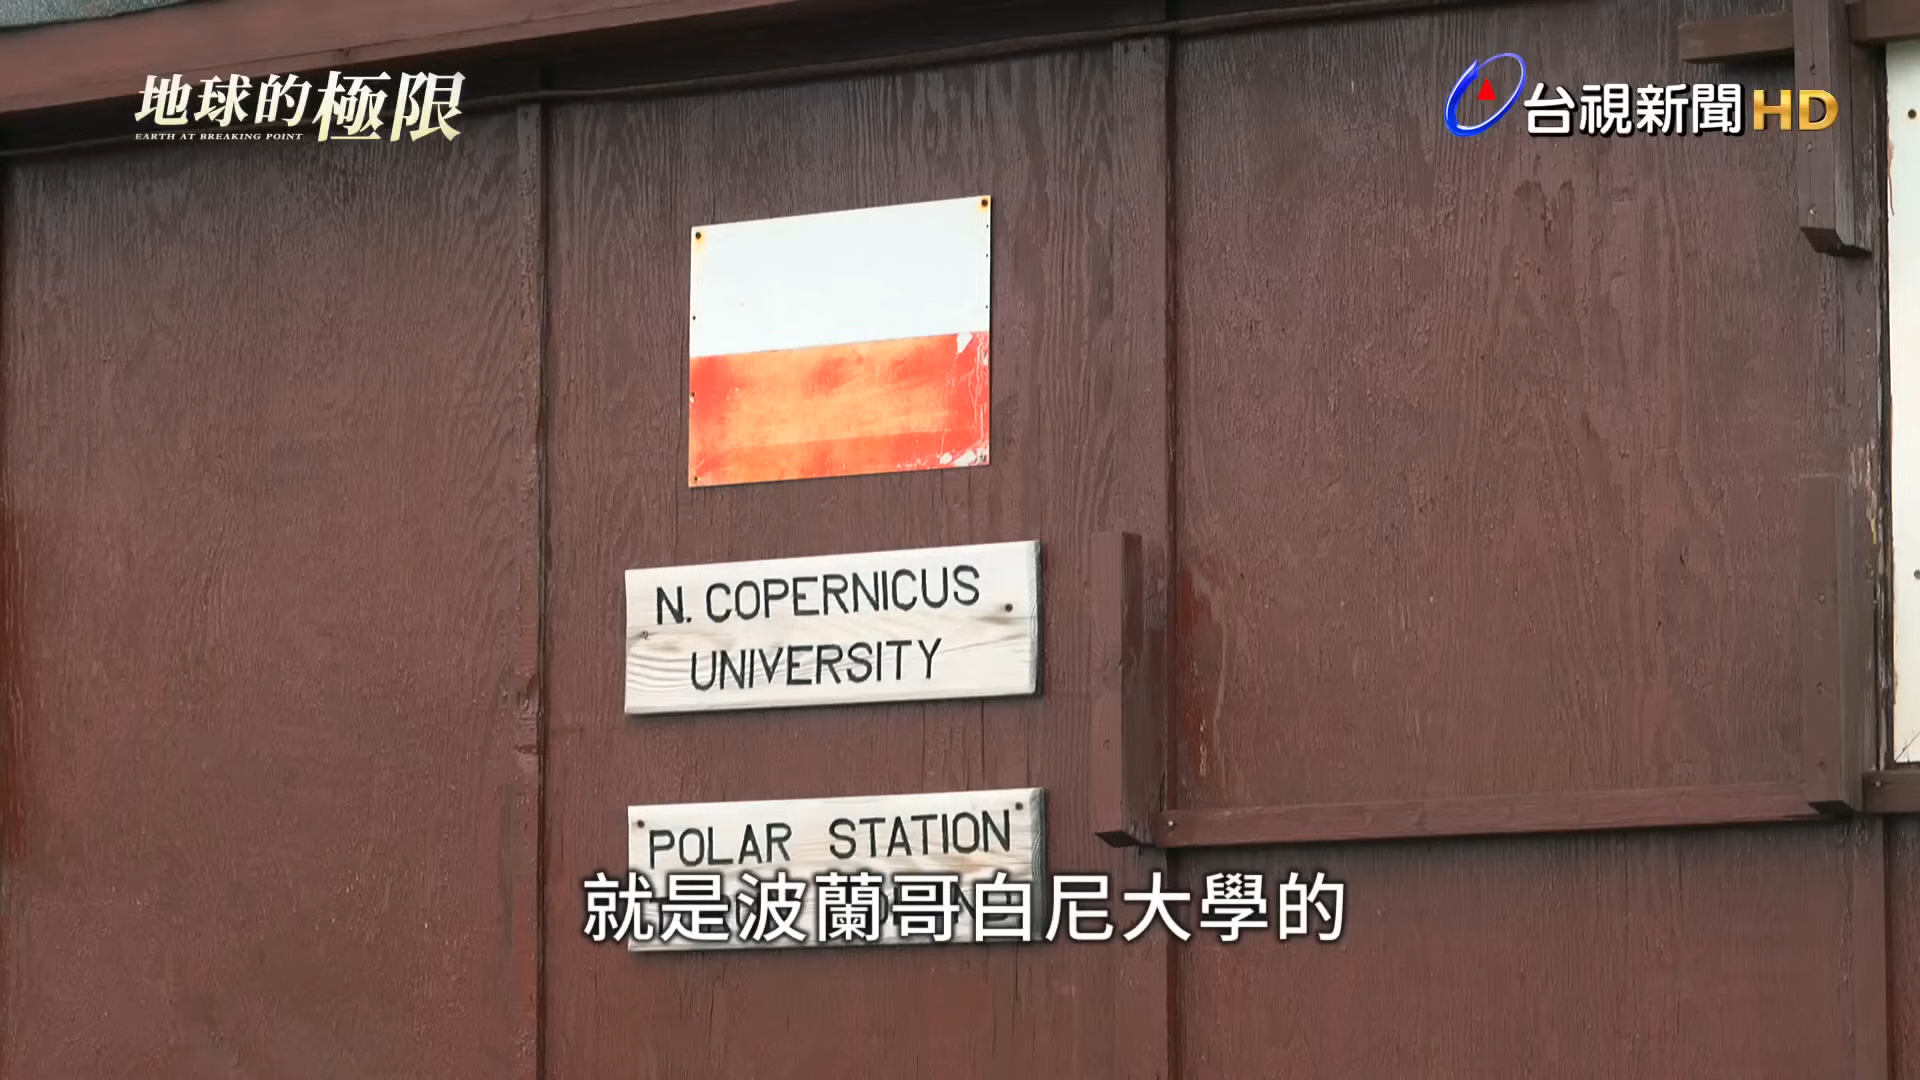 地球的極限
EARTH AT BREAKING POINT
台視新聞HD
N. COPERNICUS
UNIVERSITY
POLAR STATION
就是波蘭哥白尼大學的